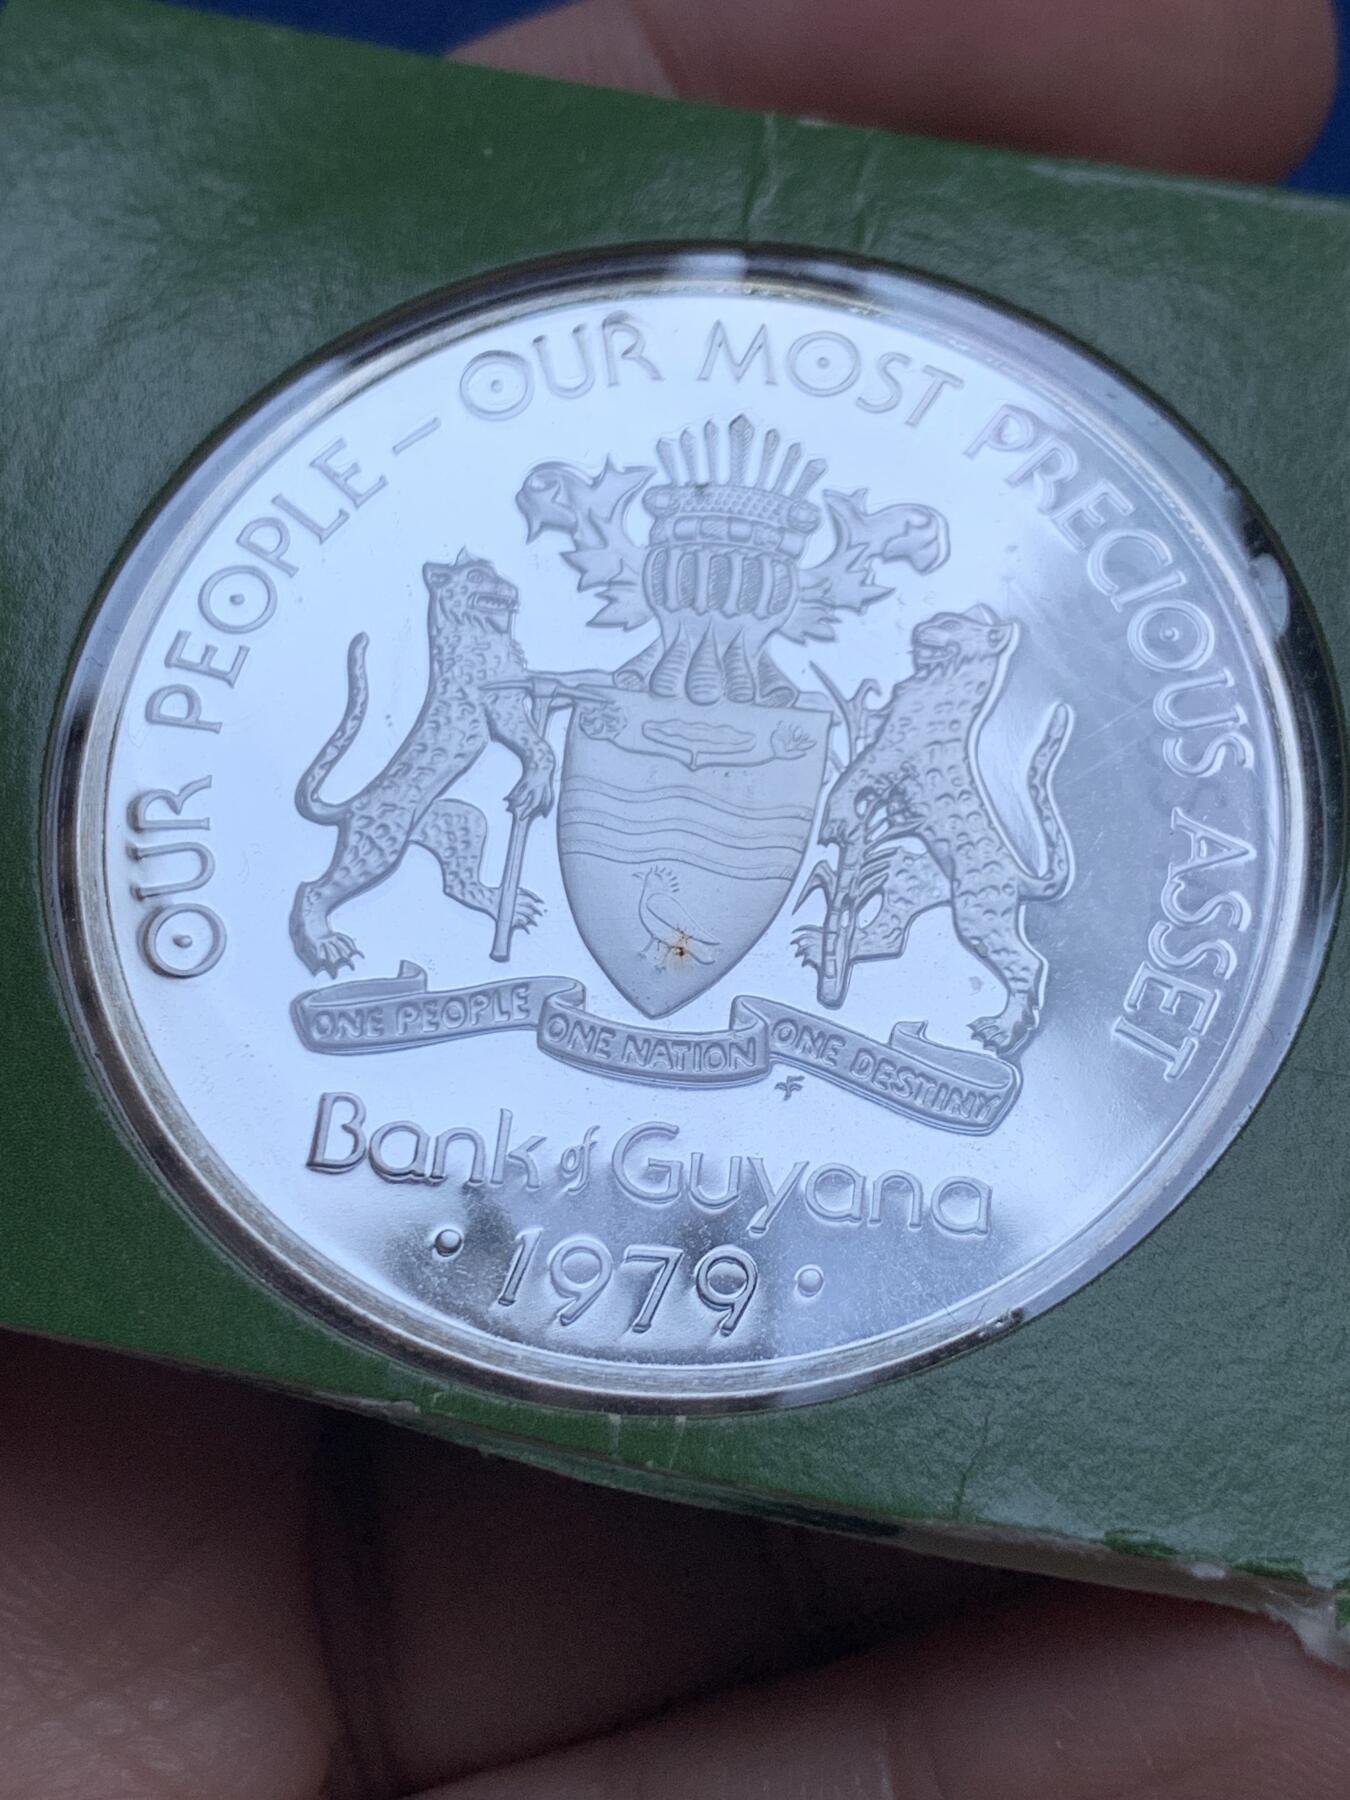 OUR PEOPLE – OUR MOST PRECIOUS ASSET
ONE PEOPLE ONE NATION ONE DESTINY
Bank of Guyana
• 1979 •